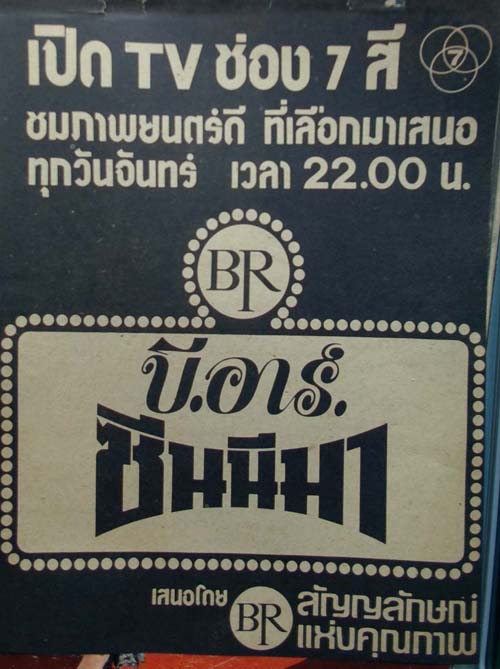 เปิด TV ช่อง 7 สี
7
ชมภาพยนตร์ดี ที่เลือกมาเสนอ
ทุกวันจันทร์ เวลา 22.00 น.
BR
บี.อาร์.
ซีนนีมา
เสนอโดย BR สัญญลักษณ์
แห่งคุณภาพ